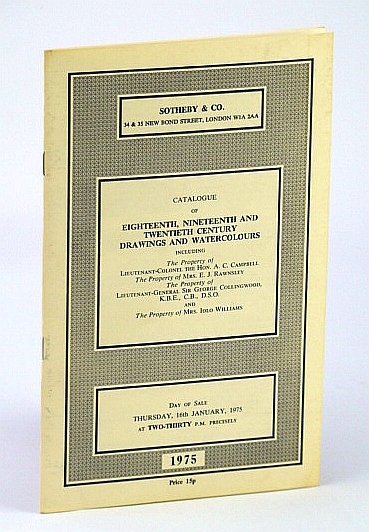 SOTHEBY & CO.
34 & 35 NEW BOND STREET, LONDON W1A 2AA
CATALOGUE
OF
EIGHTEENTH, NINETEENTH AND
TWENTIETH CENTURY
DRAWINGS AND WATERCOLOURS
INCLUDING
The Property of
LIEUTENANT-COLONEL THE HON. A. C. CAMPBELL
The Property of MRS. E. J. RAWNSLEY
The Property of
LIEUTENANT-GENERAL SIR GEORGE COLLINGWOOD,
K.B.E., C.B., D.S.O.
AND
The Property of MRS. IOLO WILLIAMS
DAY OF SALE
THURSDAY, 16th JANUARY, 1975
AT TWO-THIRTY P.M. PRECISELY
1975
Price 15p